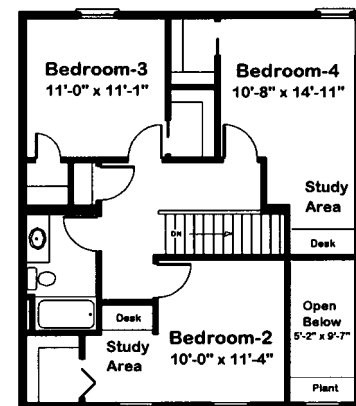 Bedroom-3
11'-0" x 11'-1"
Bedroom-4
10'-8" x 14'-11"
Study
Area
Desk
DN
Desk
Study
Area
Bedroom-2
10'-0" x 11'-4"
Open
Below
5'-2" x 9'-7"
Plant